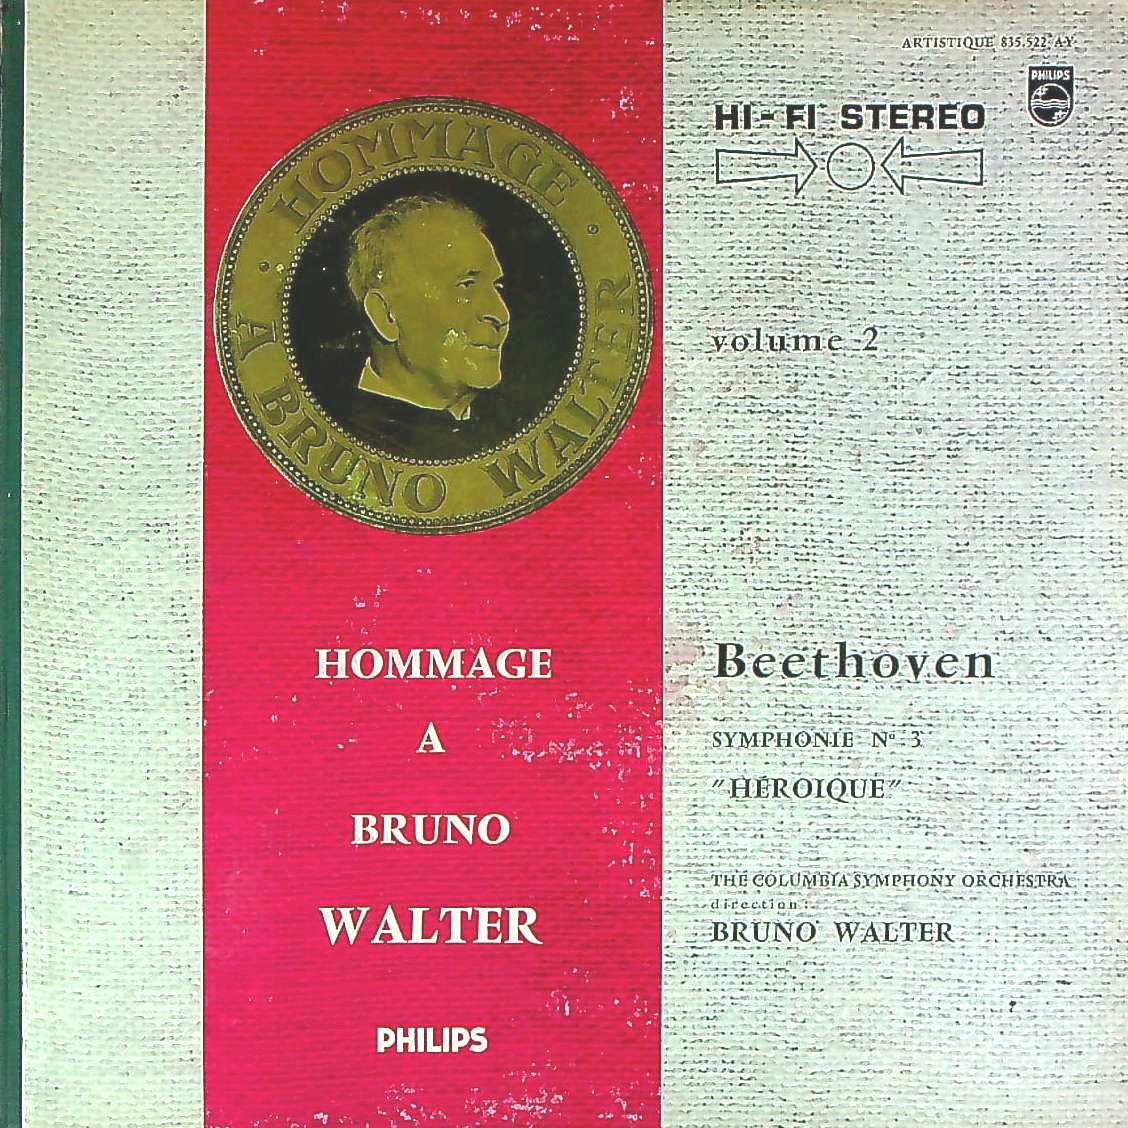 ARTISTIQUE 835.522 AY
PHILIPS
HI-FI STEREO
HOMMAGE A BRUNO WALTER
volume 2
HOMMAGE
A
BRUNO
WALTER
PHILIPS
Beethoven
SYMPHONIE Nº 3
"HÉROIQUE"
THE COLUMBIA SYMPHONY ORCHESTRA
direction:
BRUNO WALTER